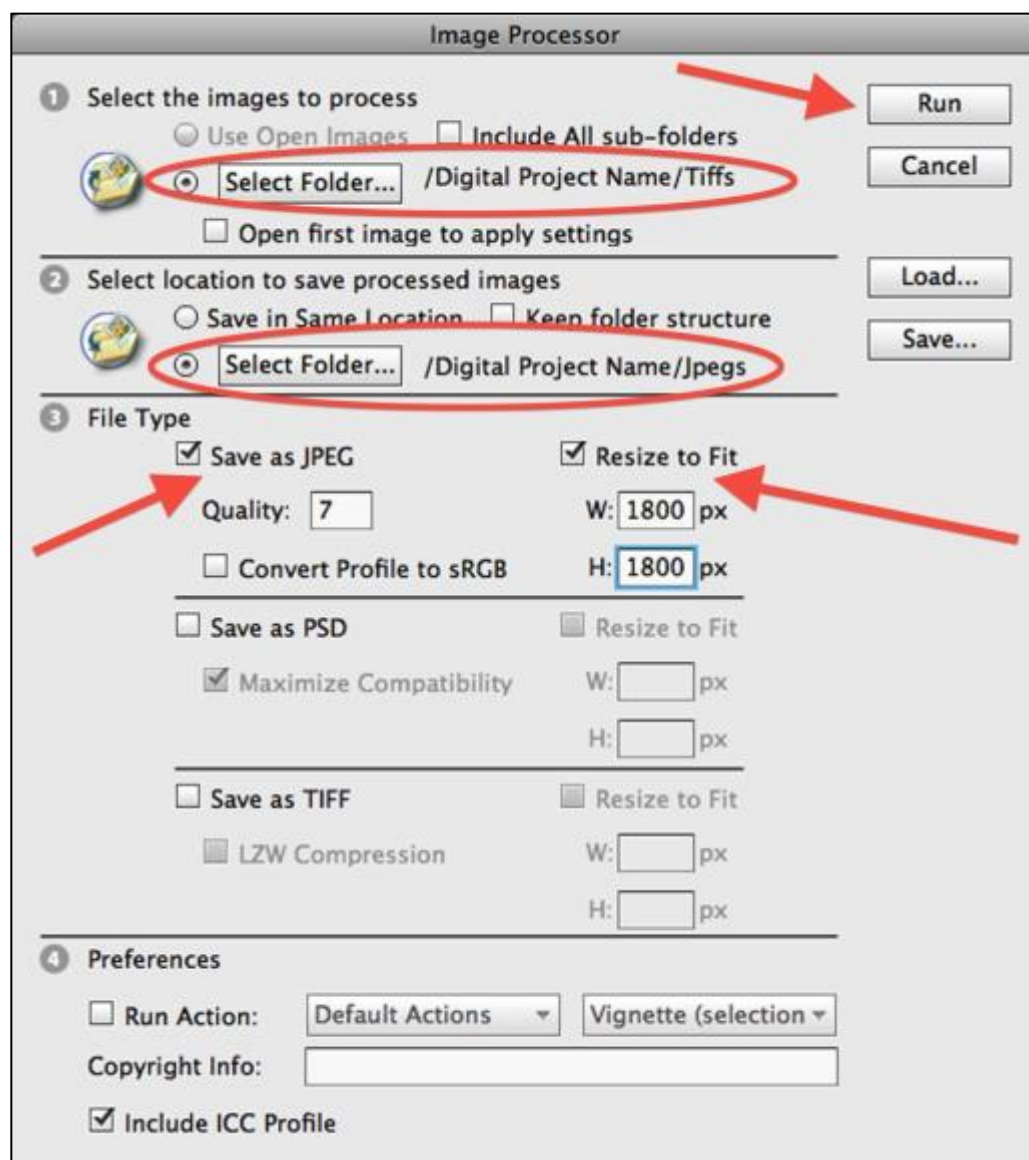 Image Processor
1 Select the images to process
Run
Use Open Images Include All sub-folders
Select Folder... /Digital Project Name/Tiffs
Cancel
Open first image to apply settings
2 Select location to save processed images
Load...
Save in Same Location Keep folder structure
Save...
Select Folder... /Digital Project Name/Jpegs
3 File Type
Save as JPEG Resize to Fit
Quality: 7 W: 1800 px
Convert Profile to sRGB H: 1800 px
Save as PSD Resize to Fit
Maximize Compatibility W: px
H: px
Save as TIFF Resize to Fit
LZW Compression W: px
H: px
4 Preferences
Run Action: Default Actions Vignette (selection
Copyright Info:
Include ICC Profile